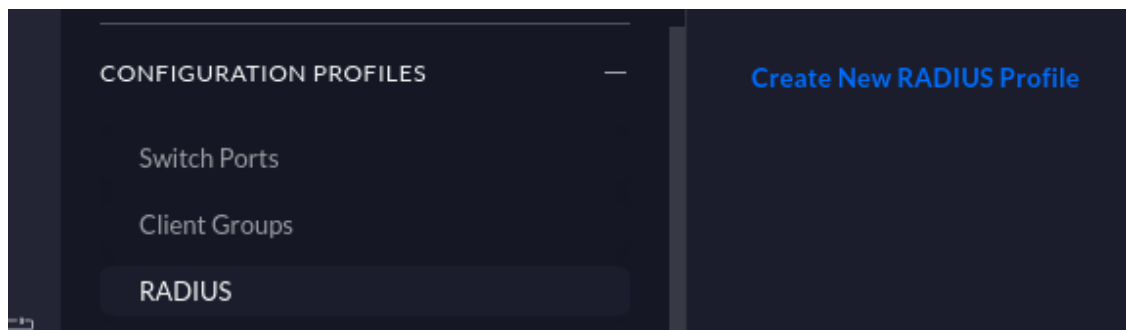 CONFIGURATION PROFILES
Create New RADIUS Profile
Switch Ports
Client Groups
RADIUS